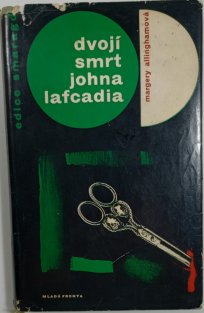 dvojí
smrt
johna
lafcadia
margery allinghamová
edice smaragd
MLADÁ FRONTA